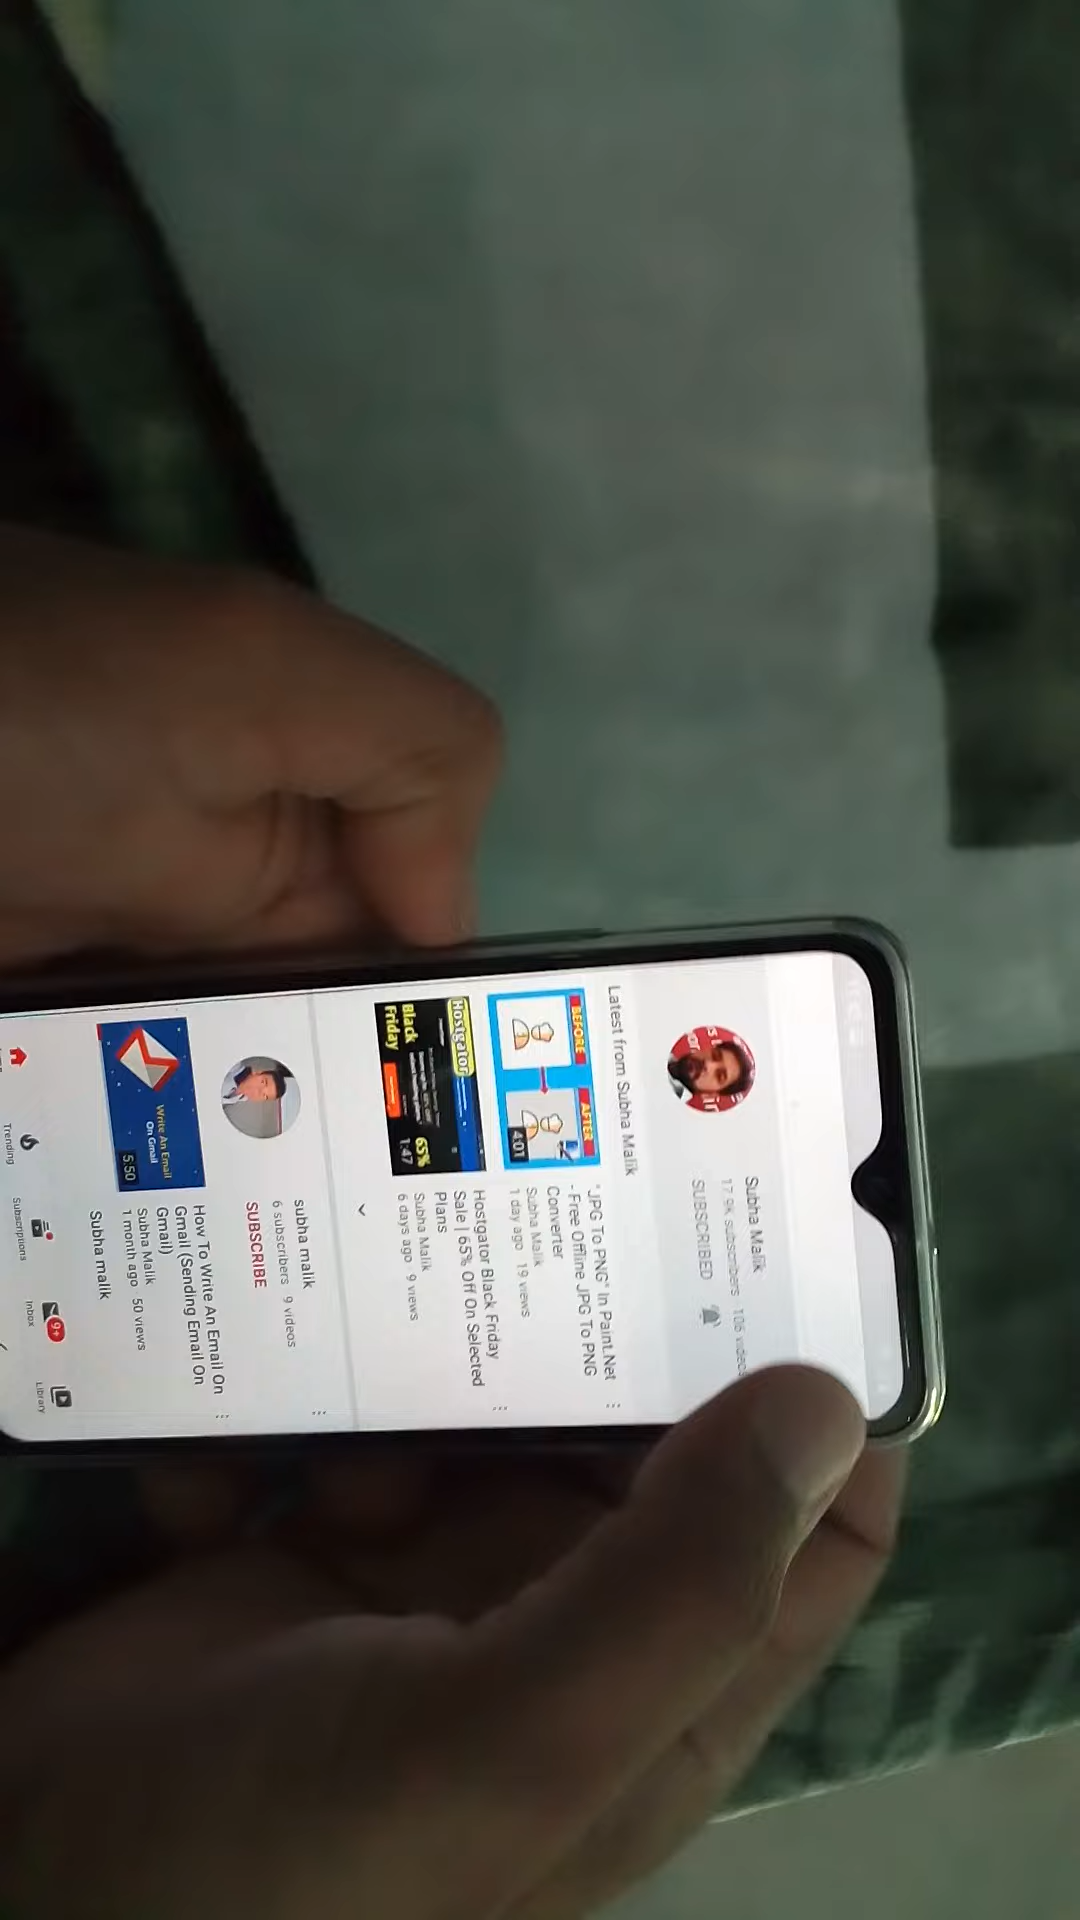 Subha Malik
17.9K subscribers 106 videos
SUBSCRIBED
Latest from Subha Malik
BEFORE
AFTER
4:01
"JPG To PNG" In Paint.Net
- Free Offline JPG To PNG
Converter
Subha Malik
1 day ago · 19 views
Hostgator
Black
Friday
65%
1:47
Hostgator Black Friday
Sale | 65% Off On Selected
Plans
Subha Malik
6 days ago · 9 views
subha malik
6 subscribers · 9 videos
SUBSCRIBE
Write An Email
On Gmail
5:50
How To Write An Email On
Gmail (Sending Email On
Gmail)
Subha Malik
1 month ago · 50 views
Subha malik
Trending
Subscriptions
9+
Inbox
Library